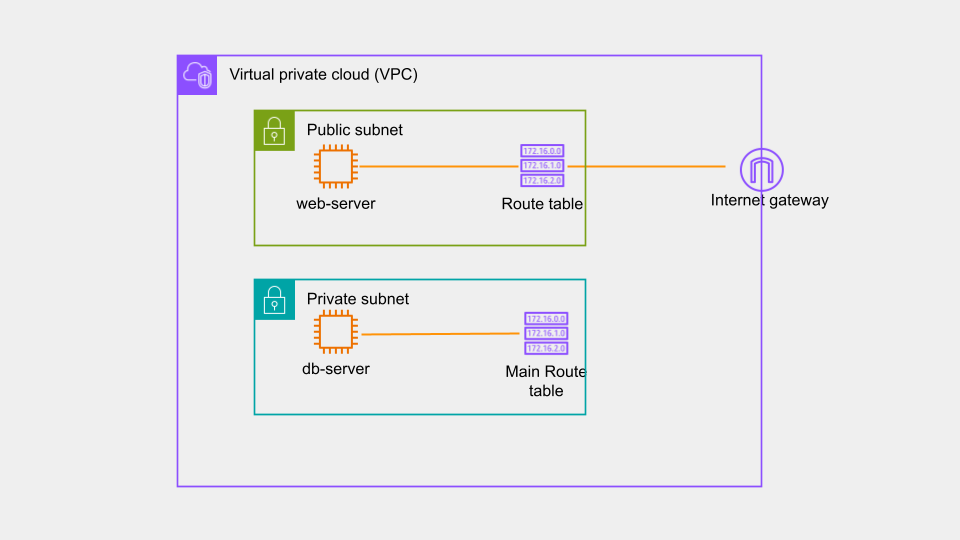 Virtual private cloud (VPC)
Public subnet
172.16.0.0
172.16.1.0
172.16.2.0
web-server
Route table
Internet gateway
Private subnet
172.16.0.0
172.16.1.0
172.16.2.0
db-server
Main Route
table